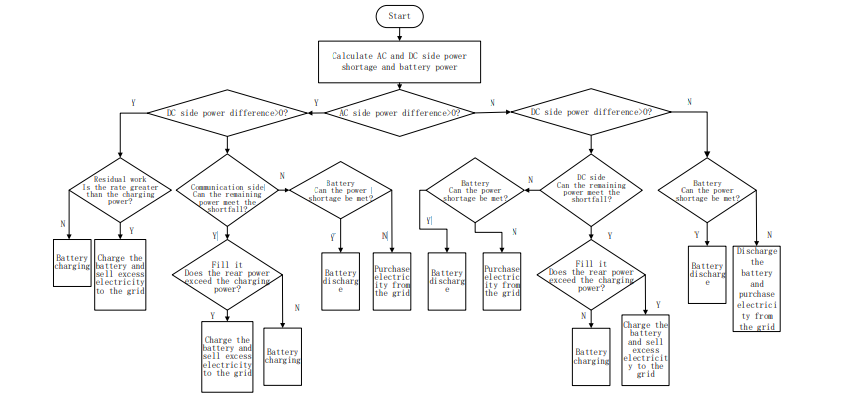 Start
Calculate AC and DC side power
shortage and battery power
Y
DC side power difference>0?
Y
AC side power difference>0?
N
DC side power difference>0?
N
Residual work
Is the rate greater
than the charging
power?
Communication side
Can the remaining
power meet the
shortfall?
N
Battery
Can the power
shortage be met?
Battery
Can the power
shortage be met?
N
DC side
Can the remaining
power meet the
shortfall?
Battery
Can the power
shortage be met?
N
Y
Y
Y
N
Y
N
Y
Y
N
Battery
charging
Charge the
battery and
sell excess
electricity
to the grid
Fill it
Does the rear power
exceed the charging
power?
Battery
discharg
e
Purchase
electric
ity from
the grid
Battery
discharg
e
Purchase
electric
ity from
the grid
Fill it
Does the rear power
exceed the charging
power?
Battery
discharg
e
Discharge
the
battery
and
purchase
electrici
ty from
the grid
Y
N
N
Y
Charge the
battery and
sell excess
electricity
to the grid
Battery
charging
Battery
charging
Charge the
battery
and sell
excess
electricit
y to the
grid